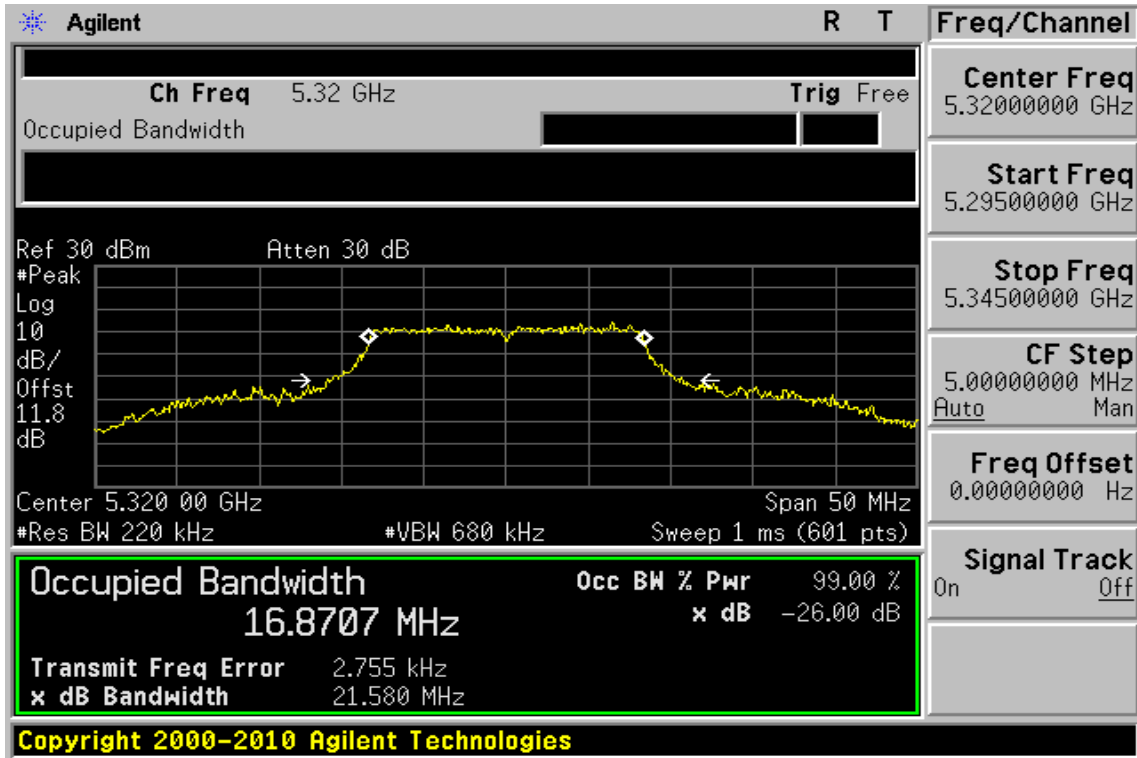 Agilent R T
Freq/Channel
Ch Freq 5.32 GHz Trig Free
Occupied Bandwidth
Center Freq
5.32000000 GHz
Start Freq
5.29500000 GHz
Stop Freq
5.34500000 GHz
CF Step
5.00000000 MHz
Auto Man
Freq Offset
0.00000000 Hz
Signal Track
On Off
Ref 30 dBm Atten 30 dB
#Peak
Log
10
dB/
Offst
11.8
dB
Center 5.320 00 GHz Span 50 MHz
#Res BW 220 kHz #VBW 680 kHz Sweep 1 ms (601 pts)
Occupied Bandwidth Occ BW % Pwr 99.00 %
16.8707 MHz x dB -26.00 dB
Transmit Freq Error 2.755 kHz
x dB Bandwidth 21.580 MHz
Copyright 2000-2010 Agilent Technologies